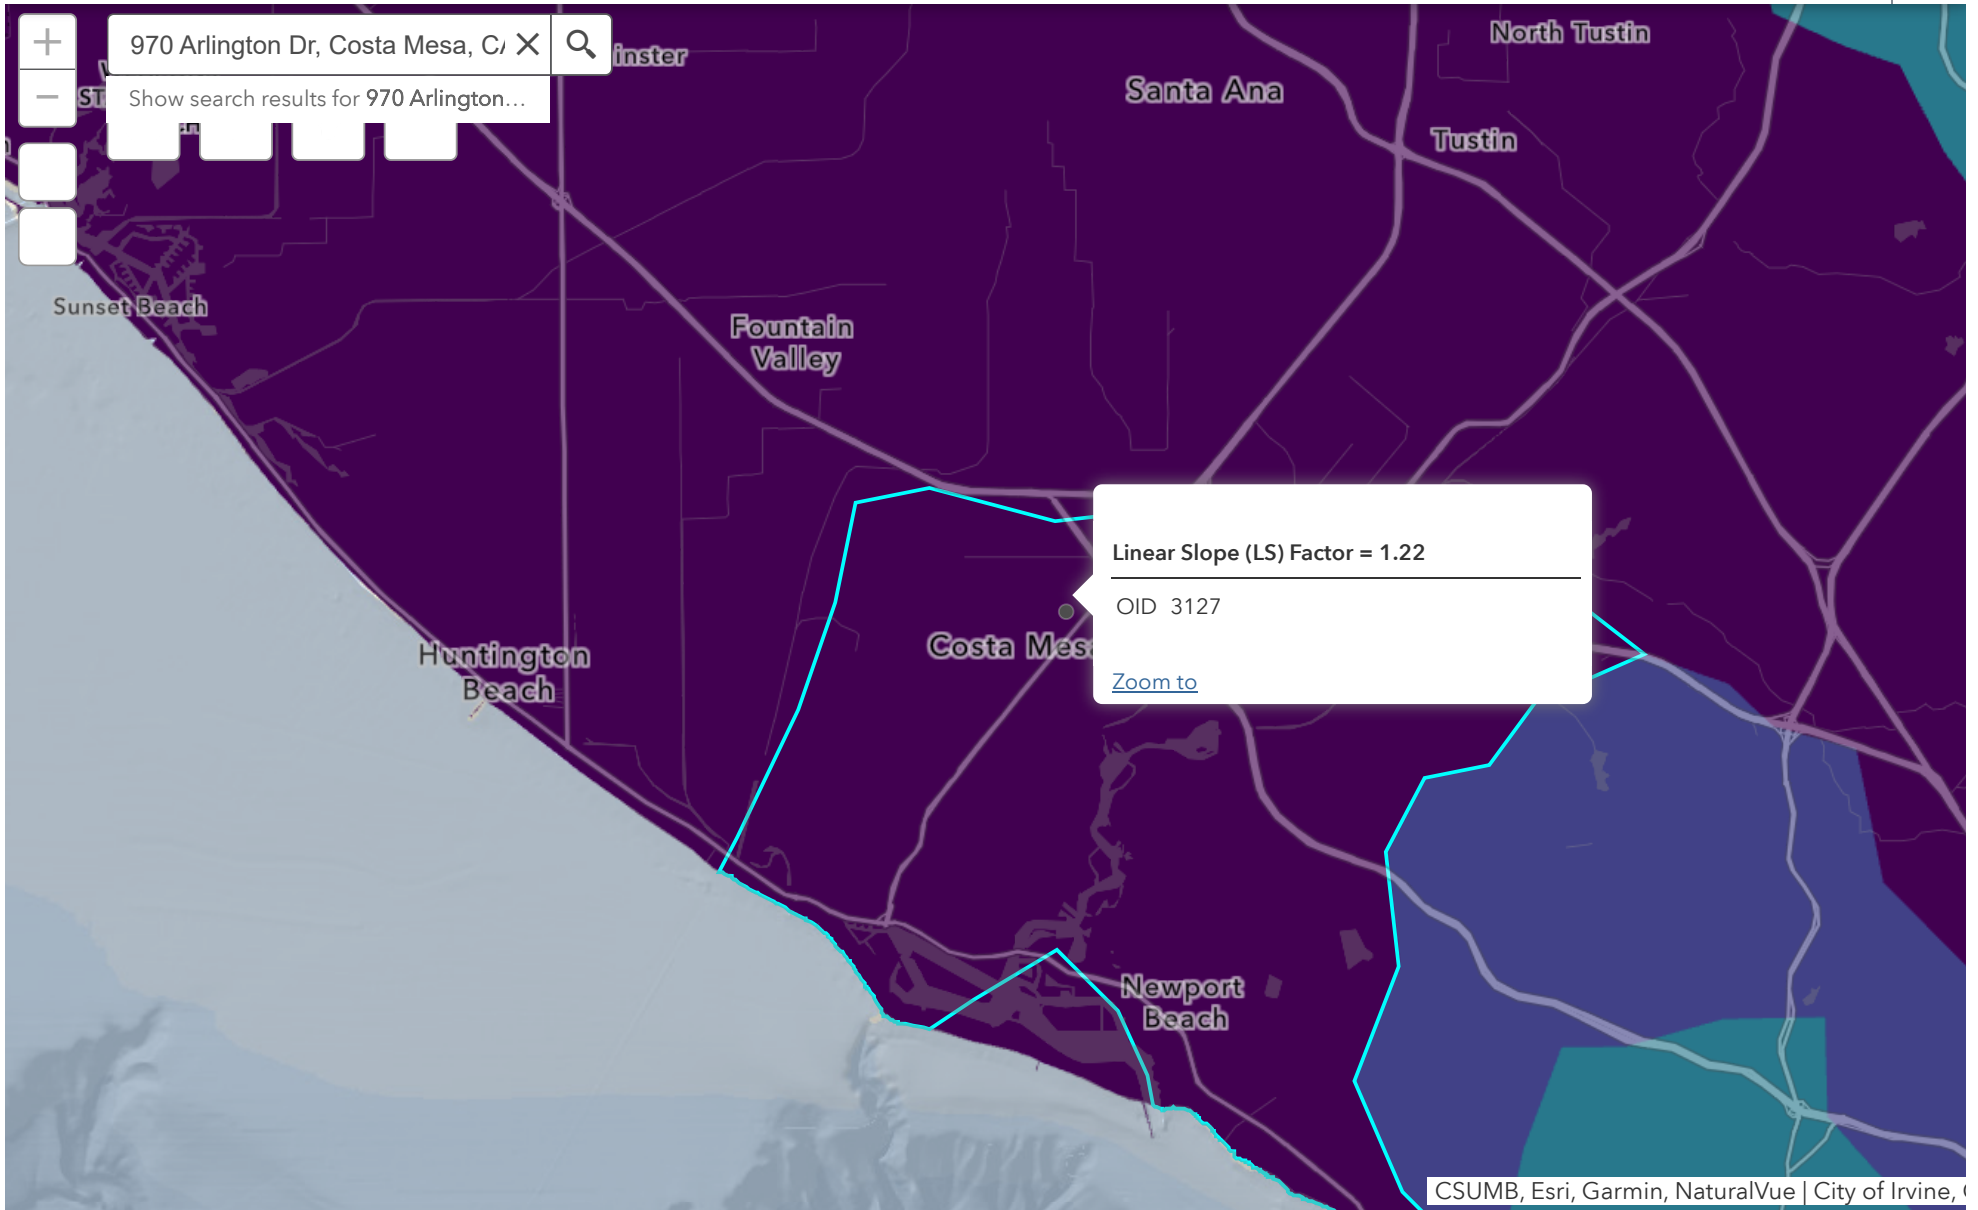 970 Arlington Dr, Costa Mesa, C
Show search results for 970 Arlington...
inster
ST
North Tustin
Santa Ana
Tustin
Sunset Beach
Fountain
Valley
Linear Slope (LS) Factor = 1.22
OID 3127
Zoom to
Costa Mesa
Huntington
Beach
Newport
Beach
CSUMB, Esri, Garmin, NaturalVue | City of Irvine,